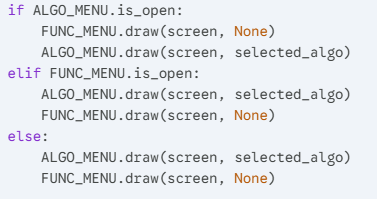 if ALGO_MENU.is_open:
    FUNC_MENU.draw(screen, None)
    ALGO_MENU.draw(screen, selected_algo)
elif FUNC_MENU.is_open:
    ALGO_MENU.draw(screen, selected_algo)
    FUNC_MENU.draw(screen, None)
else:
    ALGO_MENU.draw(screen, selected_algo)
    FUNC_MENU.draw(screen, None)